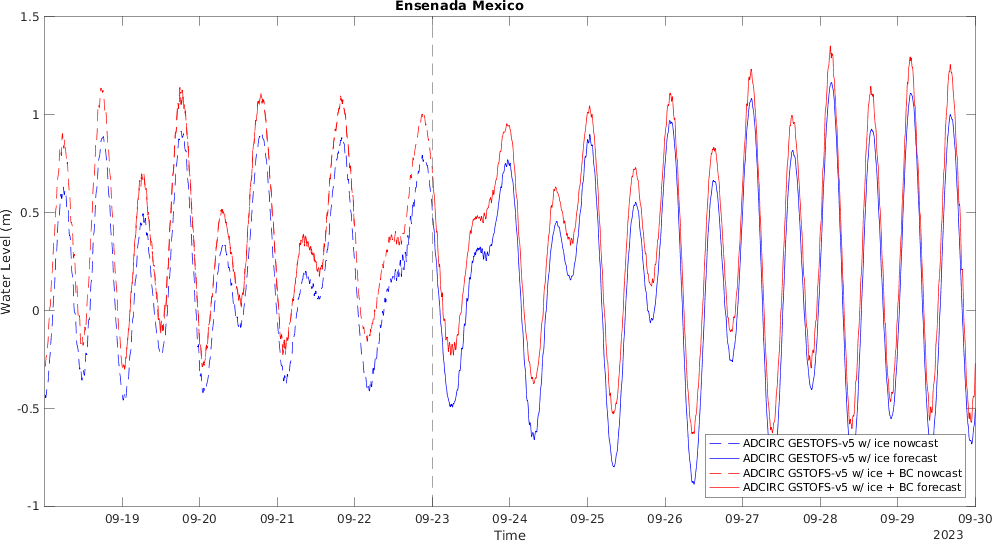 Ensenada Mexico
1.5
1
0.5
0
-0.5
-1
Water Level (m)
ADCIRC GESTOFS-v5 w/ ice nowcast
ADCIRC GESTOFS-v5 w/ ice forecast
ADCIRC GSTOFS-v5 w/ ice + BC nowcast
ADCIRC GSTOFS-v5 w/ ice + BC forecast
09-19 09-20 09-21 09-22 09-23 09-24 09-25 09-26 09-27 09-28 09-29 09-30
Time
2023